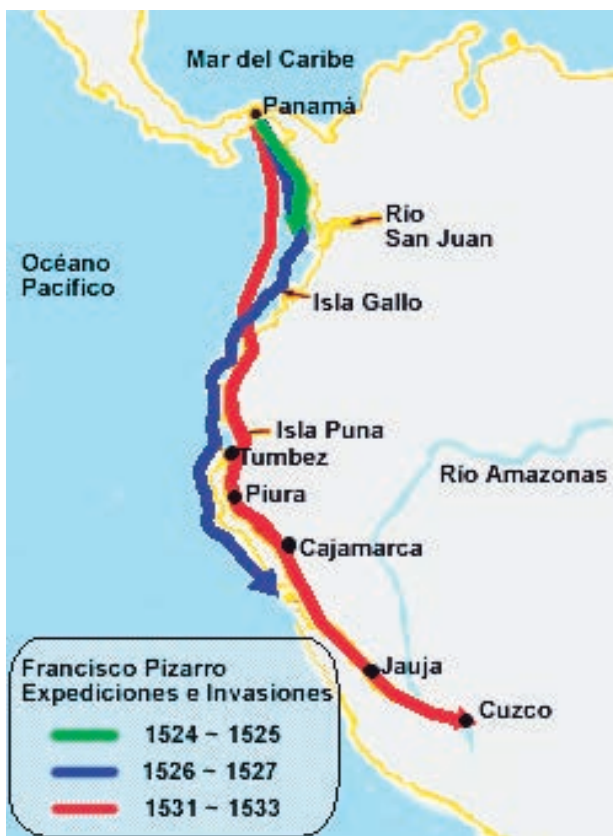 Mar del Caribe
Panamá
Río
San Juan
Océano
Pacífico
Isla Gallo
Isla Puna
Tumbez
Río Amazonas
Piura
Cajamarca
Jauja
Cuzco
Francisco Pizarro
Expediciones e Invasiones
1524 ~ 1525
1526 ~ 1527
1531 ~ 1533